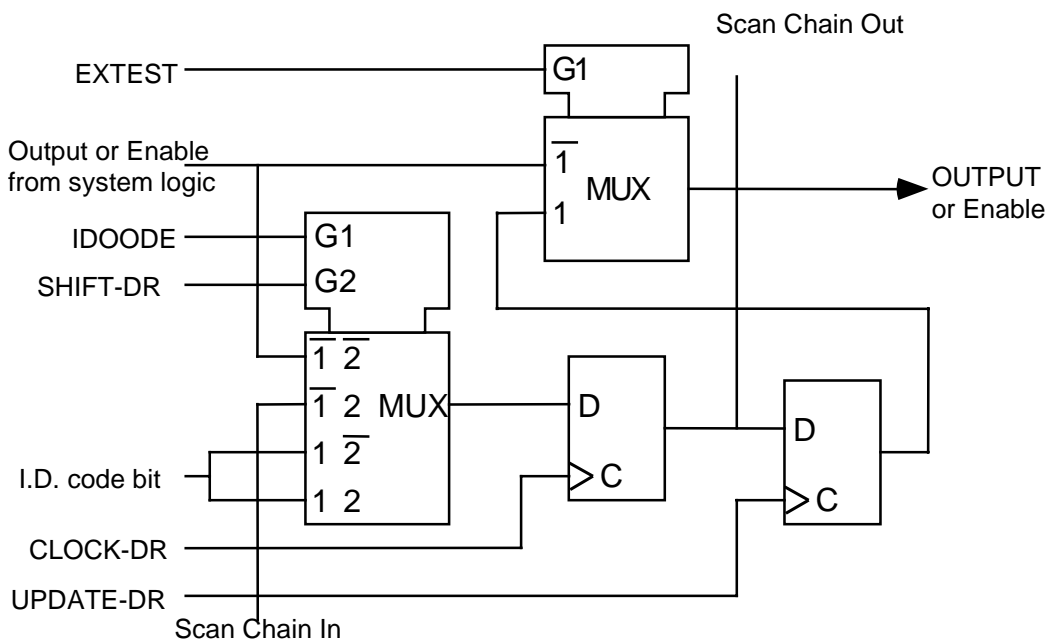 Scan Chain Out
EXTEST
G1
Output or Enable
from system logic
1
MUX
1
OUTPUT
or Enable
IDOODE
G1
SHIFT-DR
G2
1 2
1 2
MUX
1 2
1 2
D
C
D
C
I.D. code bit
CLOCK-DR
UPDATE-DR
Scan Chain In